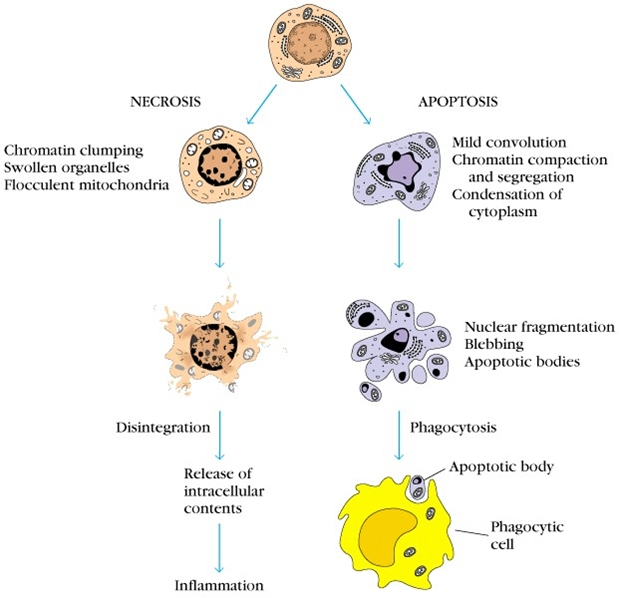 NECROSIS
APOPTOSIS
Chromatin clumping
Swollen organelles
Flocculent mitochondria
Mild convolution
Chromatin compaction
and segregation
Condensation of
cytoplasm
Nuclear fragmentation
Blebbing
Apoptotic bodies
Disintegration
Phagocytosis
Release of
intracellular
contents
Apoptotic body
Phagocytic
cell
Inflammation